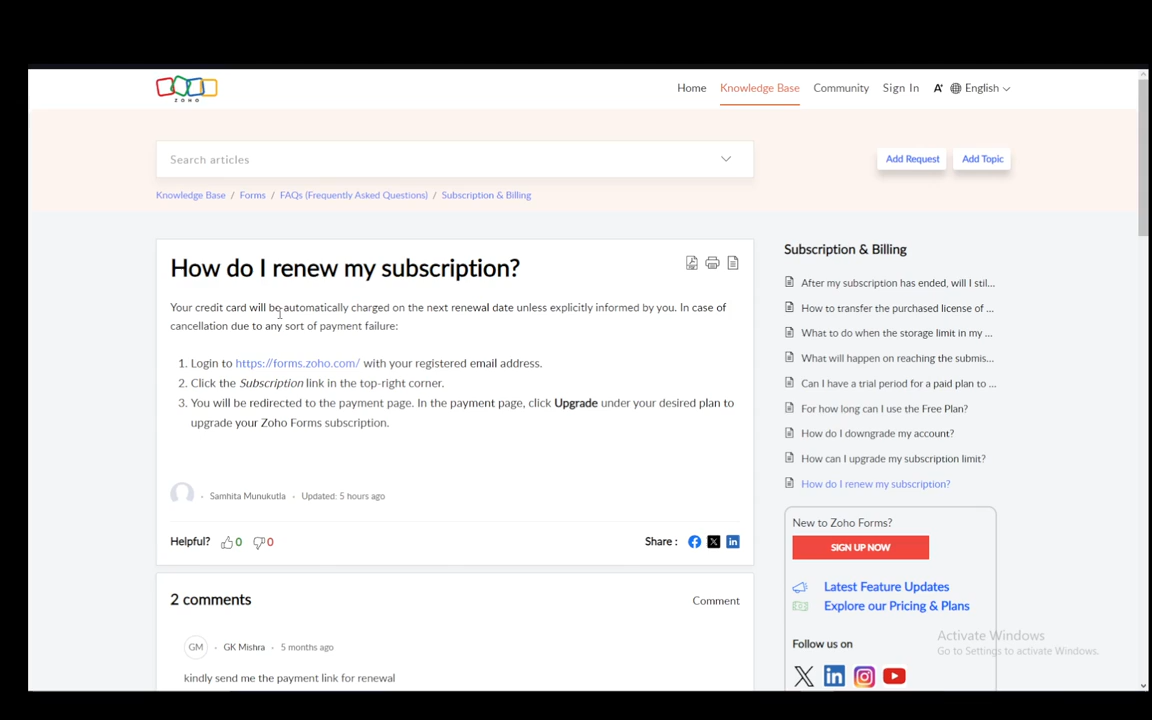 ZOHO
Home Knowledge Base Community Sign In A English
Search articles
Add Request Add Topic
Knowledge Base / Forms / FAQs (Frequently Asked Questions) / Subscription & Billing
How do I renew my subscription?
Your credit card will be automatically charged on the next renewal date unless explicitly informed by you. In case of
cancellation due to any sort of payment failure:
1. Login to https://forms.zoho.com/ with your registered email address.
2. Click the Subscription link in the top-right corner.
3. You will be redirected to the payment page. In the payment page, click Upgrade under your desired plan to
upgrade your Zoho Forms subscription.
· Samhita Munukutla · Updated: 5 hours ago
Helpful? 0 0
Share :
2 comments
Comment
GM · GK Mishra · 5 months ago
kindly send me the payment link for renewal
Subscription & Billing
After my subscription has ended, will I stil...
How to transfer the purchased license of ...
What to do when the storage limit in my ...
What will happen on reaching the submis...
Can I have a trial period for a paid plan to ...
For how long can I use the Free Plan?
How do I downgrade my account?
How can I upgrade my subscription limit?
How do I renew my subscription?
New to Zoho Forms?
SIGN UP NOW
Latest Feature Updates
Explore our Pricing & Plans
Follow us on
Activate Windows
Go to Settings to activate Windows.